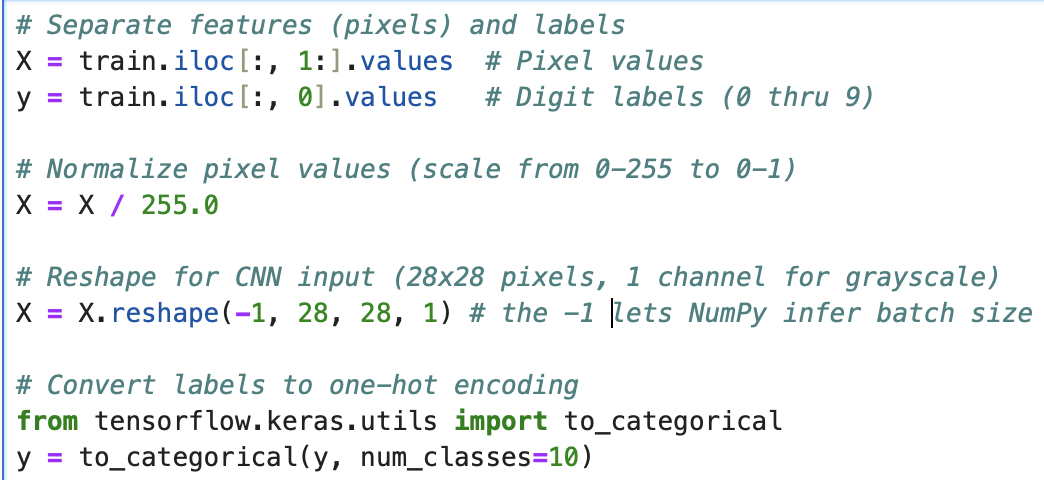 # Separate features (pixels) and labels
X = train.iloc[:, 1:].values  # Pixel values
y = train.iloc[:, 0].values   # Digit labels (0 thru 9)

# Normalize pixel values (scale from 0–255 to 0–1)
X = X / 255.0

# Reshape for CNN input (28x28 pixels, 1 channel for grayscale)
X = X.reshape(-1, 28, 28, 1) # the -1 lets NumPy infer batch size

# Convert labels to one-hot encoding
from tensorflow.keras.utils import to_categorical
y = to_categorical(y, num_classes=10)